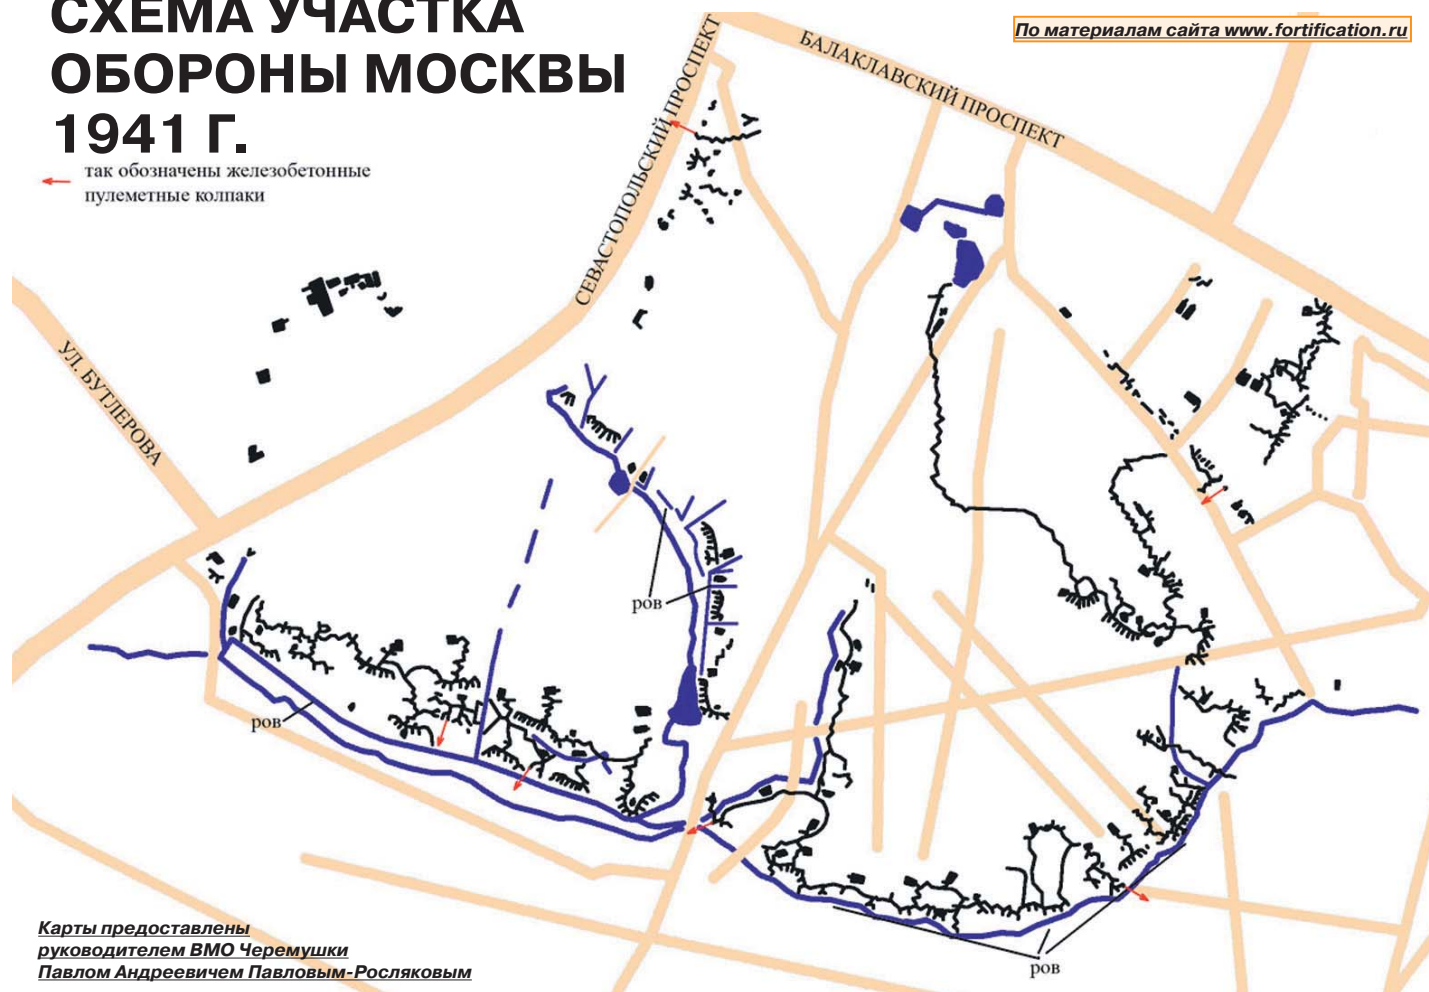 СХЕМА УЧАСТКА
ОБОРОНЫ МОСКВЫ
1941 Г.
так обозначены железобетонные
пулеметные колпаки
По материалам сайта www.fortification.ru
БАЛАКЛАВСКИЙ ПРОСПЕКТ
СЕВАСТОПОЛЬСКИЙ ПРОСПЕКТ
УЛ. БУТЛЕРОВА
ров
ров
ров
Карты предоставлены
руководителем ВМО Черемушки
Павлом Андреевичем Павловым-Росляковым